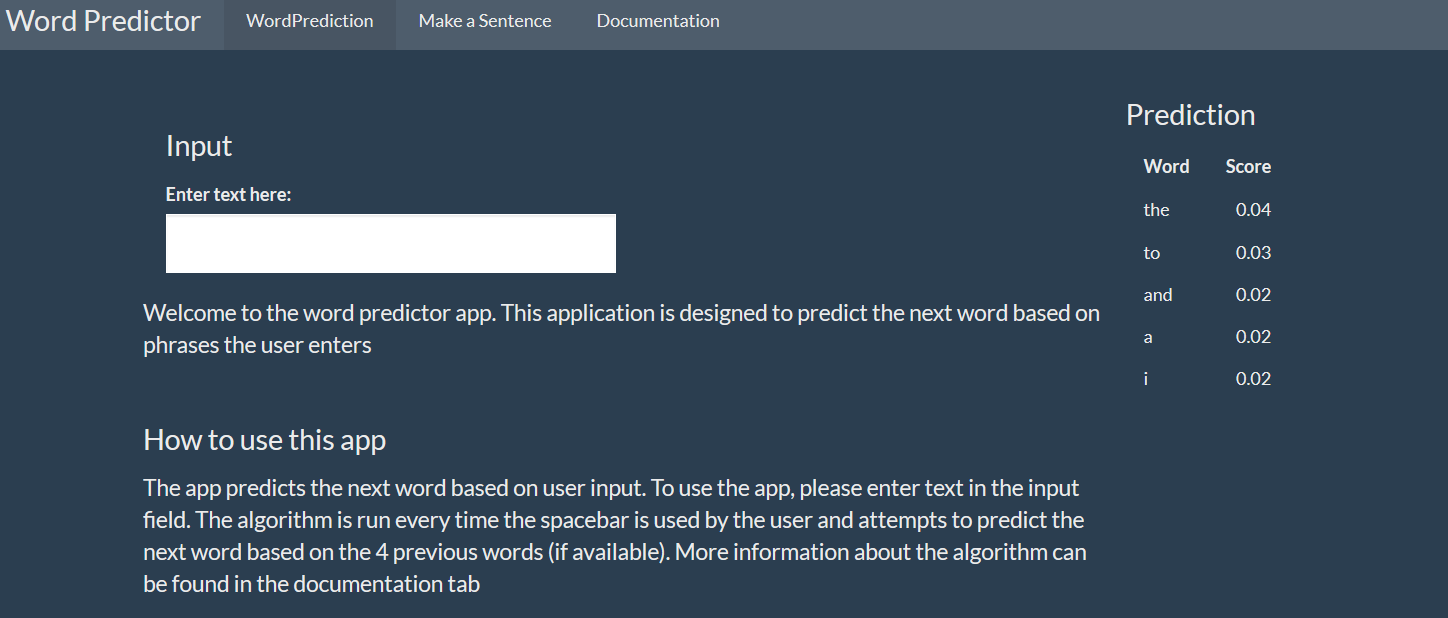 Word Predictor WordPrediction Make a Sentence Documentation
Input
Enter text here:
Welcome to the word predictor app. This application is designed to predict the next word based on
phrases the user enters
How to use this app
The app predicts the next word based on user input. To use the app, please enter text in the input
field. The algorithm is run every time the spacebar is used by the user and attempts to predict the
next word based on the 4 previous words (if available). More information about the algorithm can
be found in the documentation tab
Prediction
Word Score
the 0.04
to 0.03
and 0.02
a 0.02
i 0.02